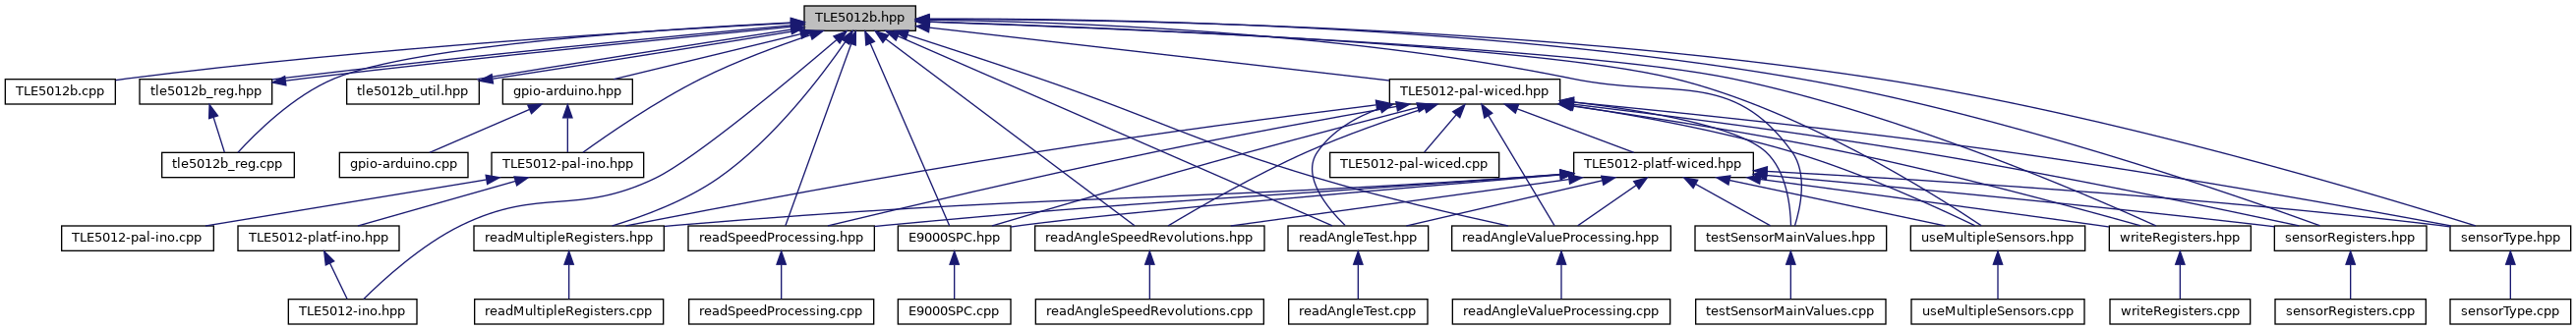 TLE5012b.hpp
TLE5012b.cpp
tle5012b_reg.hpp
tle5012b_util.hpp
gpio-arduino.hpp
TLE5012-pal-wiced.hpp
tle5012b_reg.cpp
gpio-arduino.cpp
TLE5012-pal-ino.hpp
TLE5012-pal-wiced.cpp
TLE5012-platf-wiced.hpp
TLE5012-pal-ino.cpp
TLE5012-platf-ino.hpp
readMultipleRegisters.hpp
readSpeedProcessing.hpp
E9000SPC.hpp
readAngleSpeedRevolutions.hpp
readAngleTest.hpp
readAngleValueProcessing.hpp
testSensorMainValues.hpp
useMultipleSensors.hpp
writeRegisters.hpp
sensorRegisters.hpp
sensorType.hpp
TLE5012-ino.hpp
readMultipleRegisters.cpp
readSpeedProcessing.cpp
E9000SPC.cpp
readAngleSpeedRevolutions.cpp
readAngleTest.cpp
readAngleValueProcessing.cpp
testSensorMainValues.cpp
useMultipleSensors.cpp
writeRegisters.cpp
sensorRegisters.cpp
sensorType.cpp